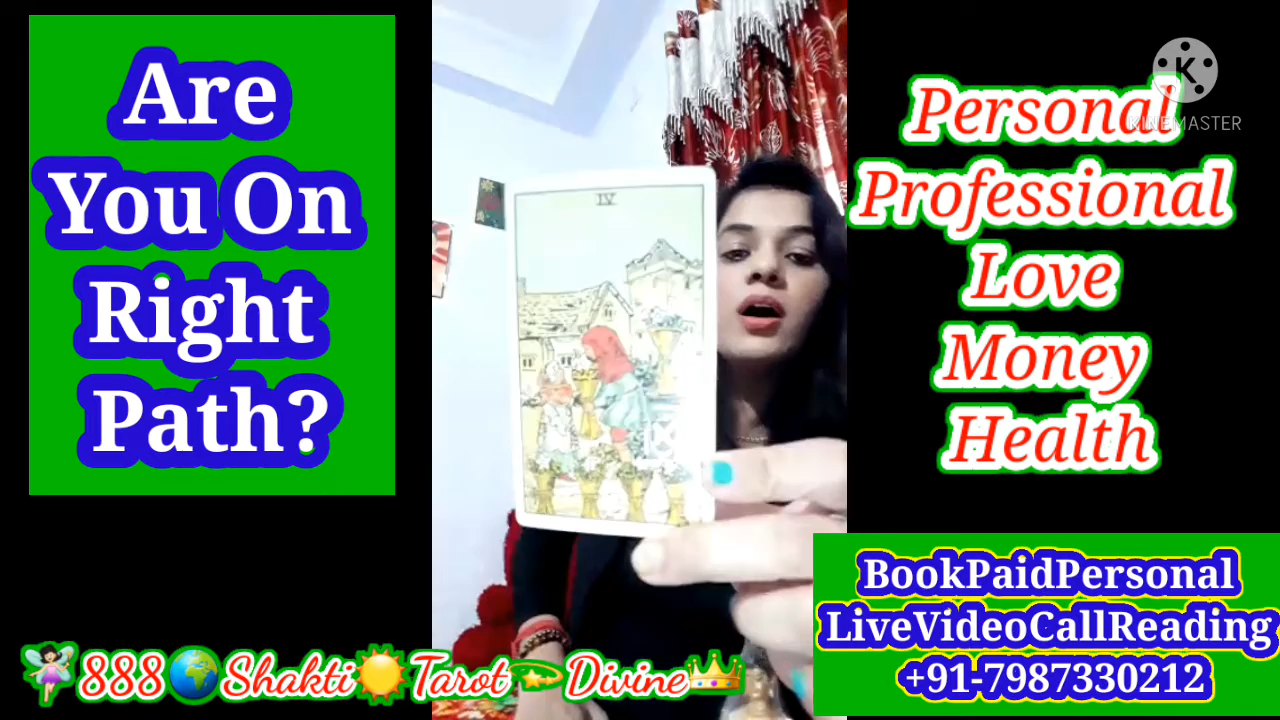 Are
You On
Right
Path?
IV
Personal
KINEMASTER
Professional
Love
Money
Health
BookPaidPersonal
LiveVideoCallReading
+91-7987330212
888 Shakti Tarot Divine